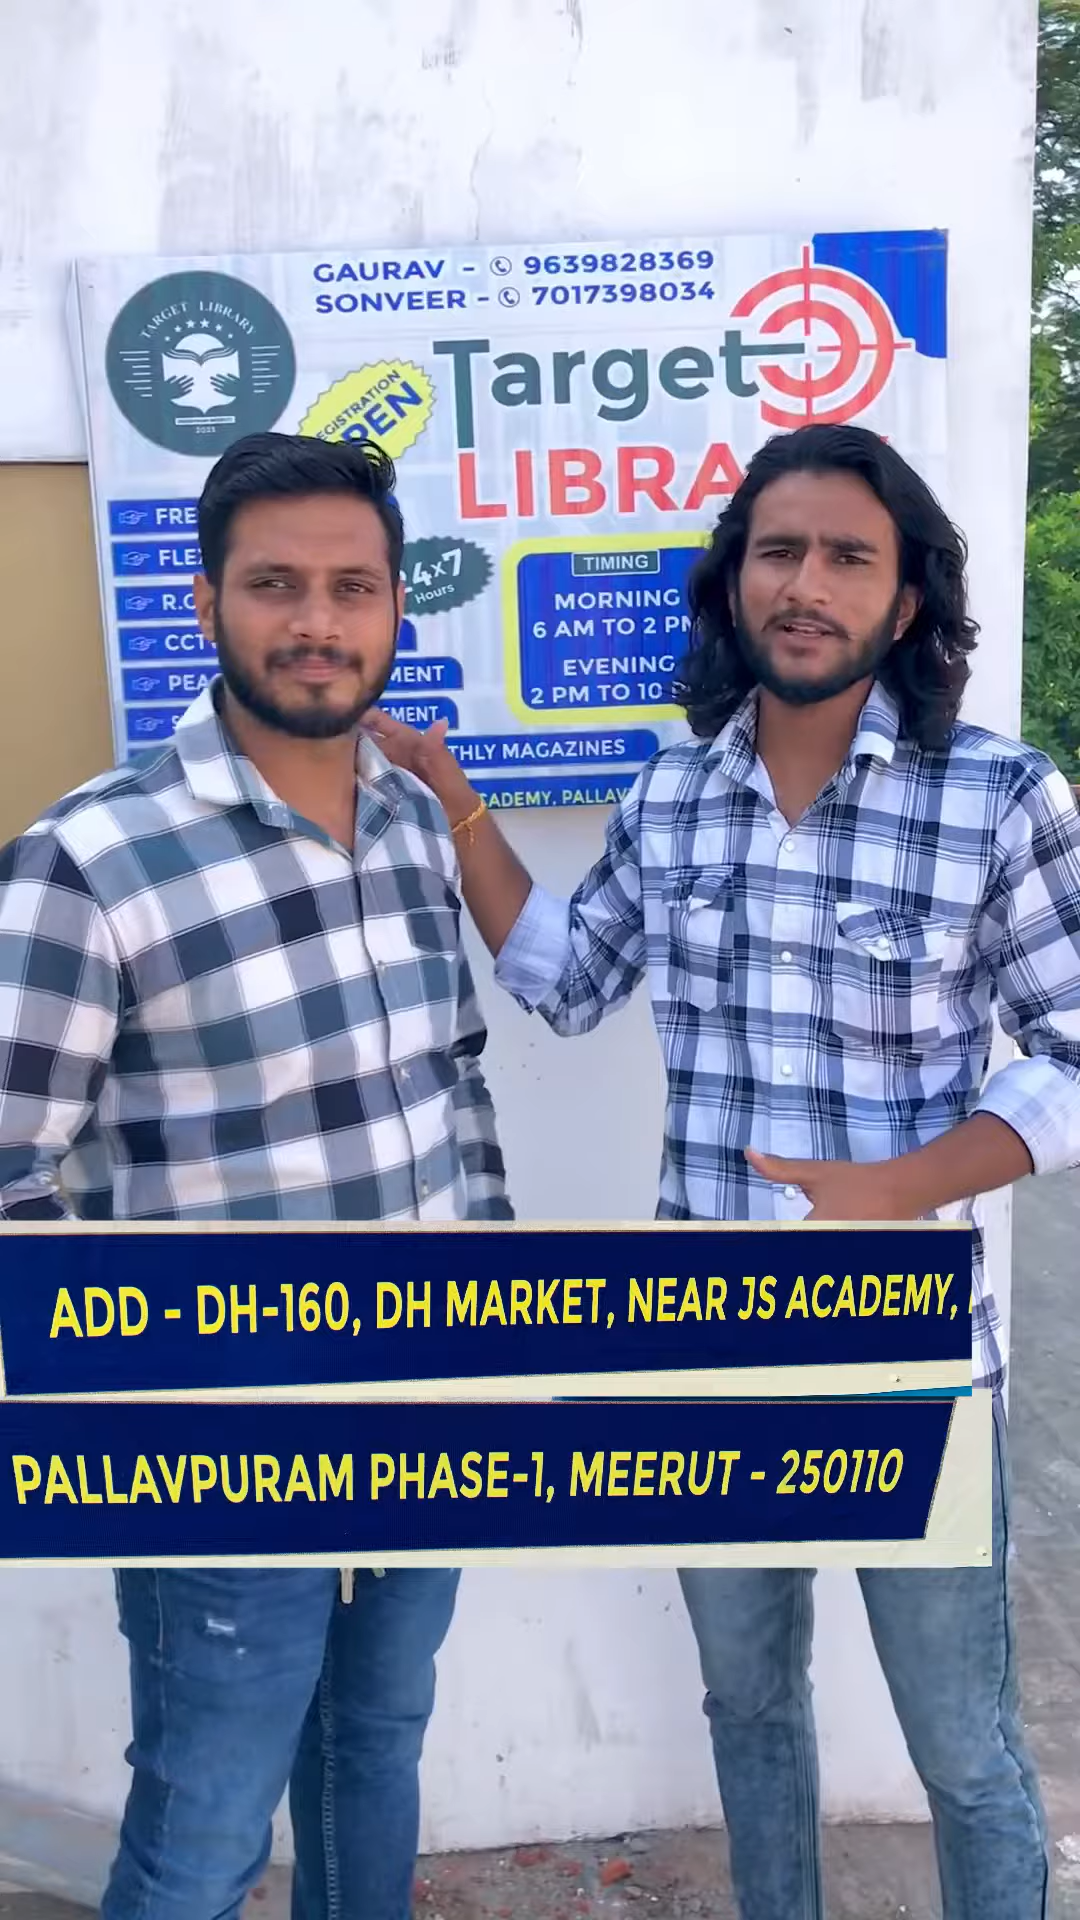 GAURAV - 9639828369
SONVEER - 7017398034
TARGET LIBRARY
2021
REGISTRATION
OPEN
Target
LIBRA
FRE
FLE
24x7
Hours
R.O
CCT
PEA
MENT
EMENT
THLY MAGAZINES
CADEMY, PALLAV
TIMING
MORNING
6 AM TO 2 PM
EVENING
2 PM TO 10
ADD - DH-160, DH MARKET, NEAR JS ACADEMY,
PALLAVPURAM PHASE-1, MEERUT - 250110